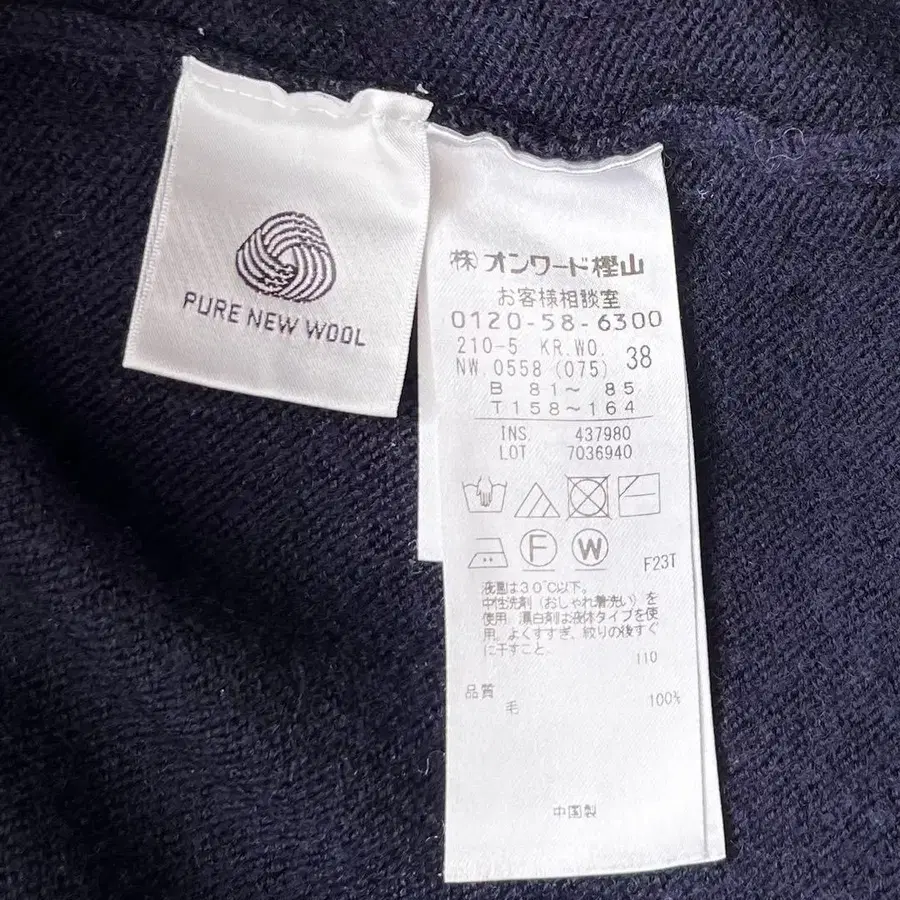 PURE NEW WOOL
㈱オンワード樫山
お客様相談室
0120-58-6300
210-5 KR.WO. 38
NW.0558(075)
B 81～ 85
T158～164
INS. 437980
LOT 7036940
F W
F23T
液温は30℃以下。
中性洗剤(おしゃれ着洗い)を
使用 漂白剤は液体タイプを使
用。よくすすぎ、絞りの後すぐ
に干すこと。
110
品質
毛 100%
中国製